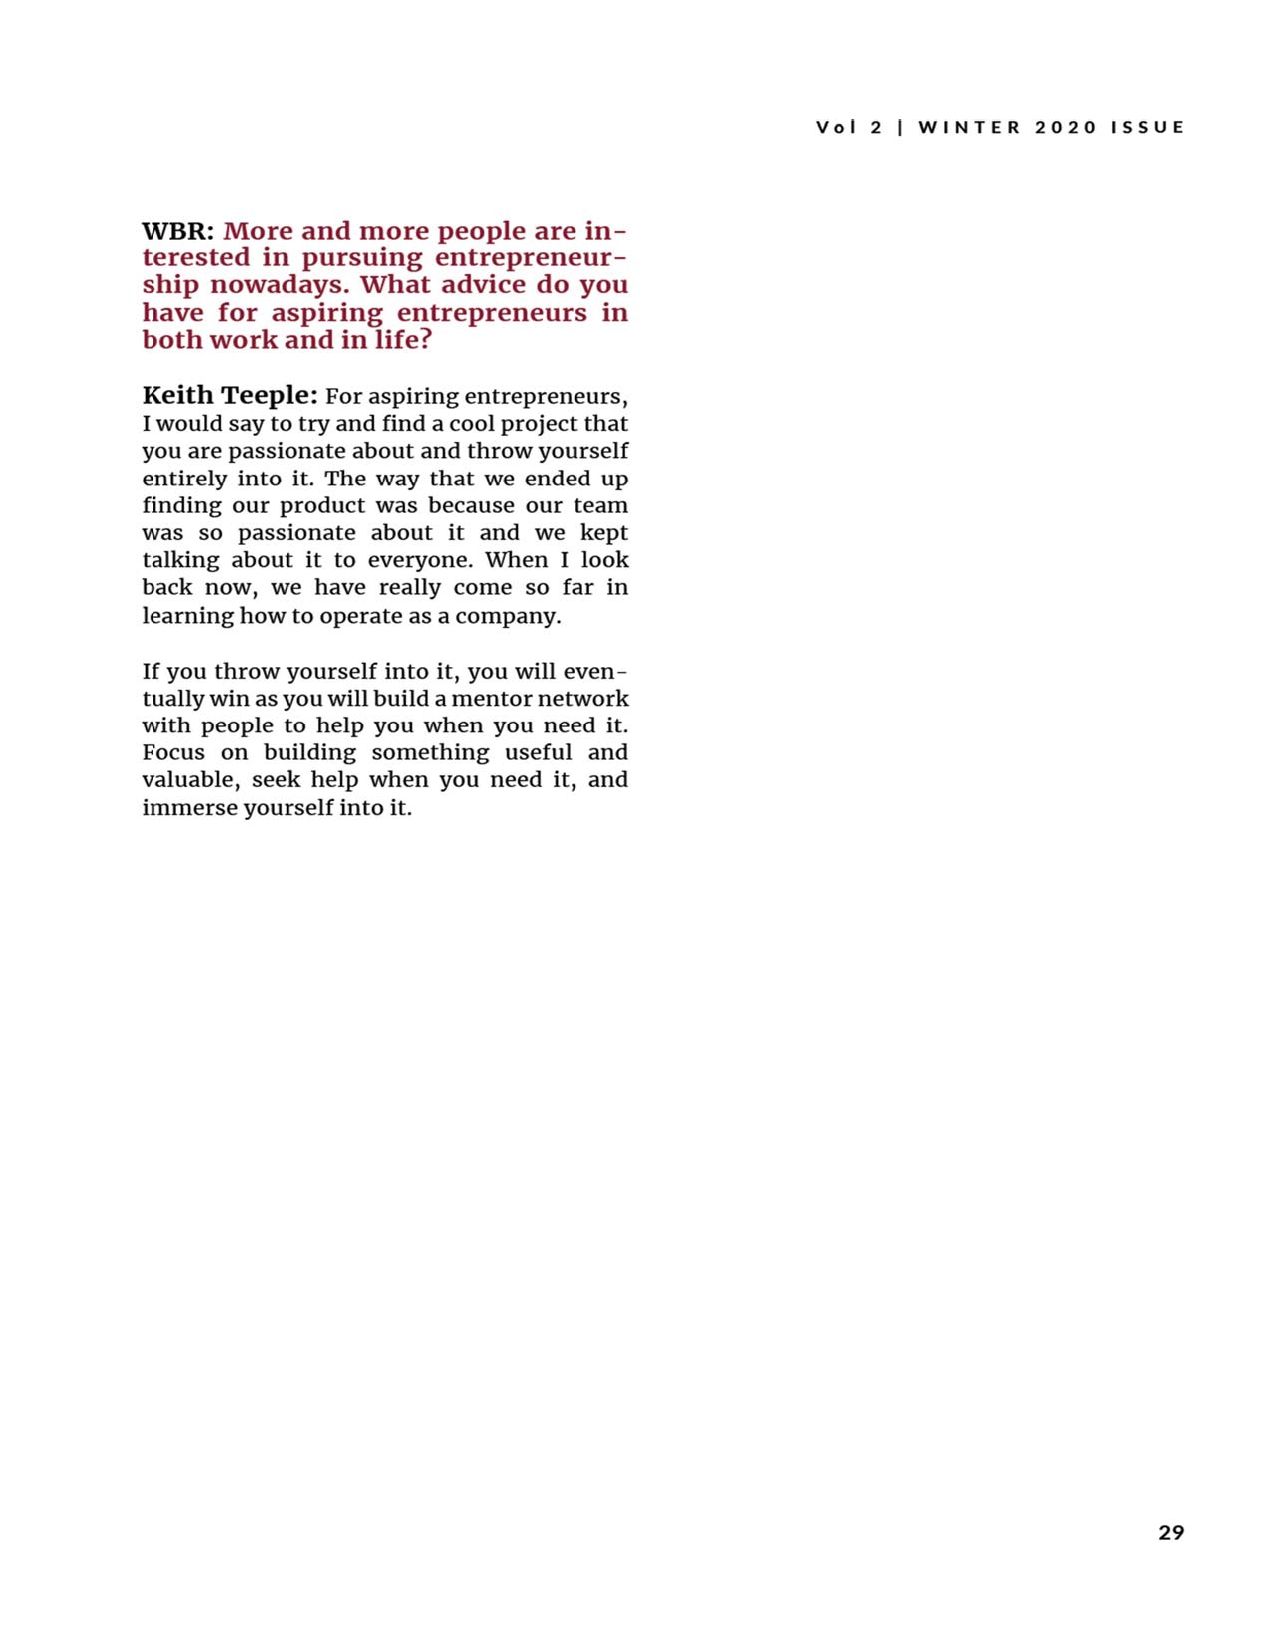 Vol 2 | WINTER 2020 ISSUE
WBR: More and more people are in-
terested in pursuing entrepreneur-
ship nowadays. What advice do you
have for aspiring entrepreneurs in
both work and in life?
Keith Teeple: For aspiring entrepreneurs,
I would say to try and find a cool project that
you are passionate about and throw yourself
entirely into it. The way that we ended up
finding our product was because our team
was so passionate about it and we kept
talking about it to everyone. When I look
back now, we have really come so far in
learning how to operate as a company.
If you throw yourself into it, you will even-
tually win as you will build a mentor network
with people to help you when you need it.
Focus on building something useful and
valuable, seek help when you need it, and
immerse yourself into it.
29